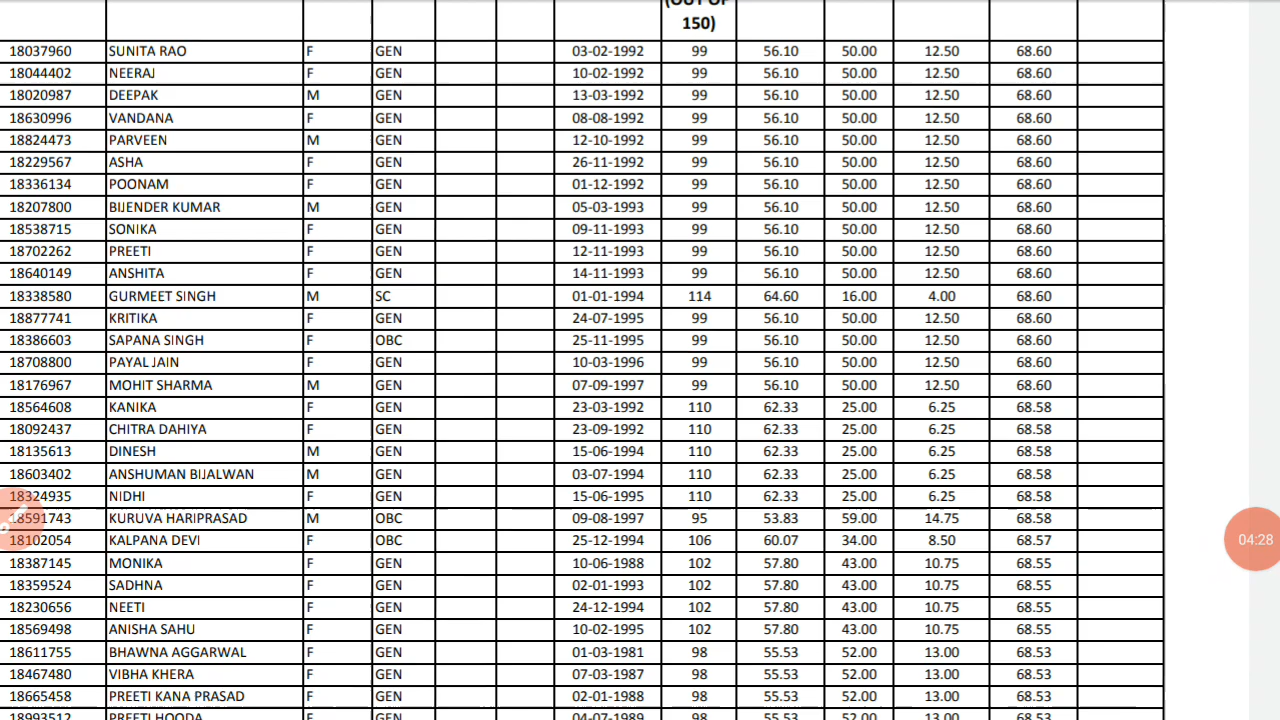 (OUT OF
150)
18037960 SUNITA RAO F GEN 03-02-1992 99 56.10 50.00 12.50 68.60
18044402 NEERAJ F GEN 10-02-1992 99 56.10 50.00 12.50 68.60
18020987 DEEPAK M GEN 13-03-1992 99 56.10 50.00 12.50 68.60
18630996 VANDANA F GEN 08-08-1992 99 56.10 50.00 12.50 68.60
18824473 PARVEEN M GEN 12-10-1992 99 56.10 50.00 12.50 68.60
18229567 ASHA F GEN 26-11-1992 99 56.10 50.00 12.50 68.60
18336134 POONAM F GEN 01-12-1992 99 56.10 50.00 12.50 68.60
18207800 BIJENDER KUMAR M GEN 05-03-1993 99 56.10 50.00 12.50 68.60
18538715 SONIKA F GEN 09-11-1993 99 56.10 50.00 12.50 68.60
18702262 PREETI F GEN 12-11-1993 99 56.10 50.00 12.50 68.60
18640149 ANSHITA F GEN 14-11-1993 99 56.10 50.00 12.50 68.60
18338580 GURMEET SINGH M SC 01-01-1994 114 64.60 16.00 4.00 68.60
18877741 KRITIKA F GEN 24-07-1995 99 56.10 50.00 12.50 68.60
18386603 SAPANA SINGH F OBC 25-11-1995 99 56.10 50.00 12.50 68.60
18708800 PAYAL JAIN F GEN 10-03-1996 99 56.10 50.00 12.50 68.60
18176967 MOHIT SHARMA M GEN 07-09-1997 99 56.10 50.00 12.50 68.60
18564608 KANIKA F GEN 23-03-1992 110 62.33 25.00 6.25 68.58
18092437 CHITRA DAHIYA F GEN 23-09-1992 110 62.33 25.00 6.25 68.58
18135613 DINESH M GEN 15-06-1994 110 62.33 25.00 6.25 68.58
18603402 ANSHUMAN BIJALWAN M GEN 03-07-1994 110 62.33 25.00 6.25 68.58
18324935 NIDHI F GEN 15-06-1995 110 62.33 25.00 6.25 68.58
18591743 KURUVA HARIPRASAD M OBC 09-08-1997 95 53.83 59.00 14.75 68.58
18102054 KALPANA DEVI F OBC 25-12-1994 106 60.07 34.00 8.50 68.57
04:28
18387145 MONIKA F GEN 10-06-1988 102 57.80 43.00 10.75 68.55
18359524 SADHNA F GEN 02-01-1993 102 57.80 43.00 10.75 68.55
18230656 NEETI F GEN 24-12-1994 102 57.80 43.00 10.75 68.55
18569498 ANISHA SAHU F GEN 10-02-1995 102 57.80 43.00 10.75 68.55
18611755 BHAWNA AGGARWAL F GEN 01-03-1981 98 55.53 52.00 13.00 68.53
18467480 VIBHA KHERA F GEN 07-03-1987 98 55.53 52.00 13.00 68.53
18665458 PREETI KANA PRASAD F GEN 02-01-1988 98 55.53 52.00 13.00 68.53
18993512 PREETI HOODA F GEN 04-07-1989 98 55.53 52.00 13.00 68.53